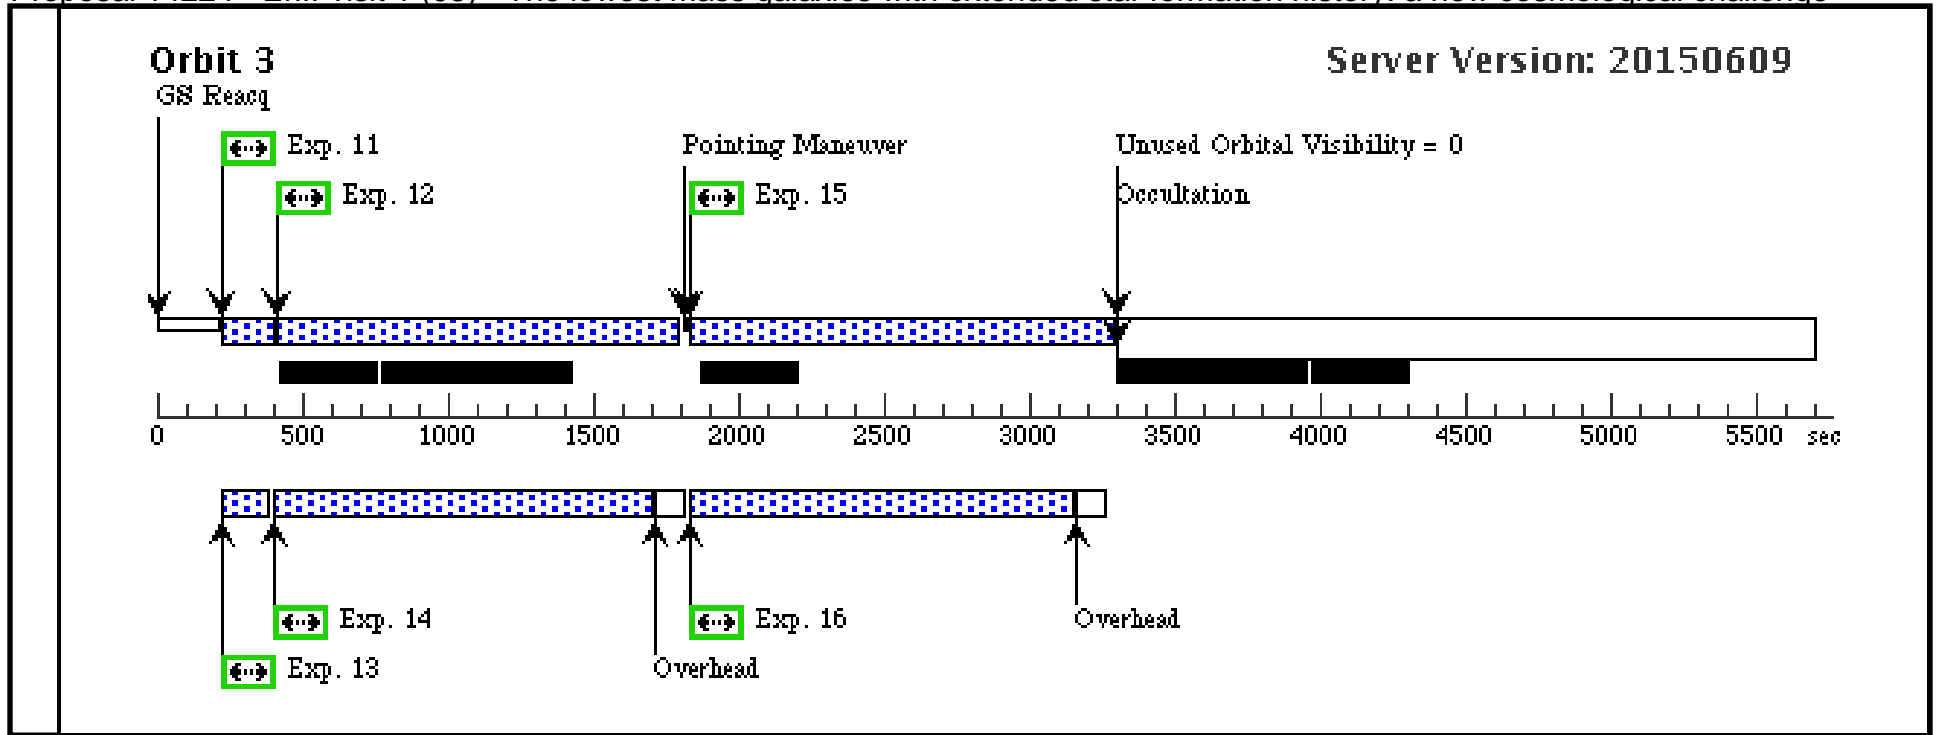 Orbit 3 Server Version: 20150609
GS Reacq
Exp. 11 Pointing Maneuver Unused Orbital Visibility = 0
Exp. 12 Exp. 15 Occultation
0 500 1000 1500 2000 2500 3000 3500 4000 4500 5000 5500 sec
Exp. 14 Exp. 16 Overhead
Exp. 13 Overhead